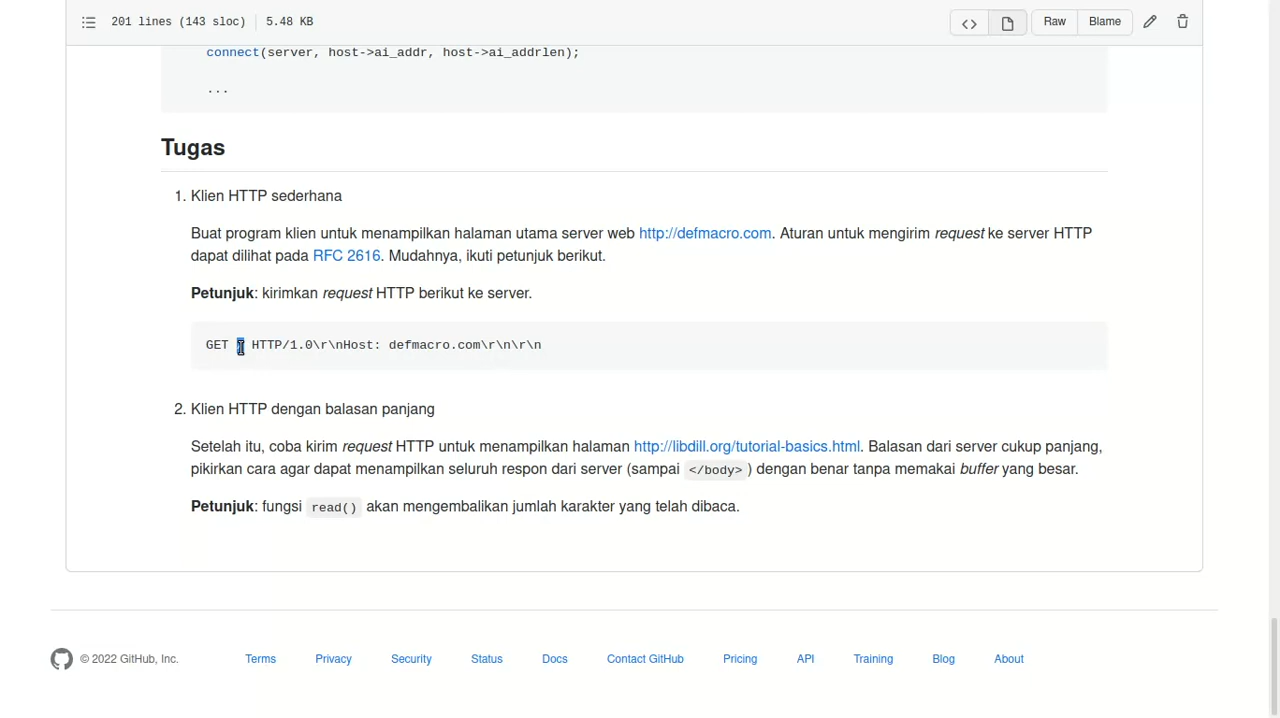 201 lines (143 sloc) 5.48 KB
Raw Blame
connect(server, host->ai_addr, host->ai_addrlen);
...
Tugas
1. Klien HTTP sederhana
Buat program klien untuk menampilkan halaman utama server web http://defmacro.com. Aturan untuk mengirim request ke server HTTP
dapat dilihat pada RFC 2616. Mudahnya, ikuti petunjuk berikut.
Petunjuk: kirimkan request HTTP berikut ke server.
GET HTTP/1.0\r\nHost: defmacro.com\r\n\r\n
2. Klien HTTP dengan balasan panjang
Setelah itu, coba kirim request HTTP untuk menampilkan halaman http://libdill.org/tutorial-basics.html. Balasan dari server cukup panjang,
pikirkan cara agar dapat menampilkan seluruh respon dari server (sampai </body>) dengan benar tanpa memakai buffer yang besar.
Petunjuk: fungsi read() akan mengembalikan jumlah karakter yang telah dibaca.
© 2022 GitHub, Inc. Terms Privacy Security Status Docs Contact GitHub Pricing API Training Blog About